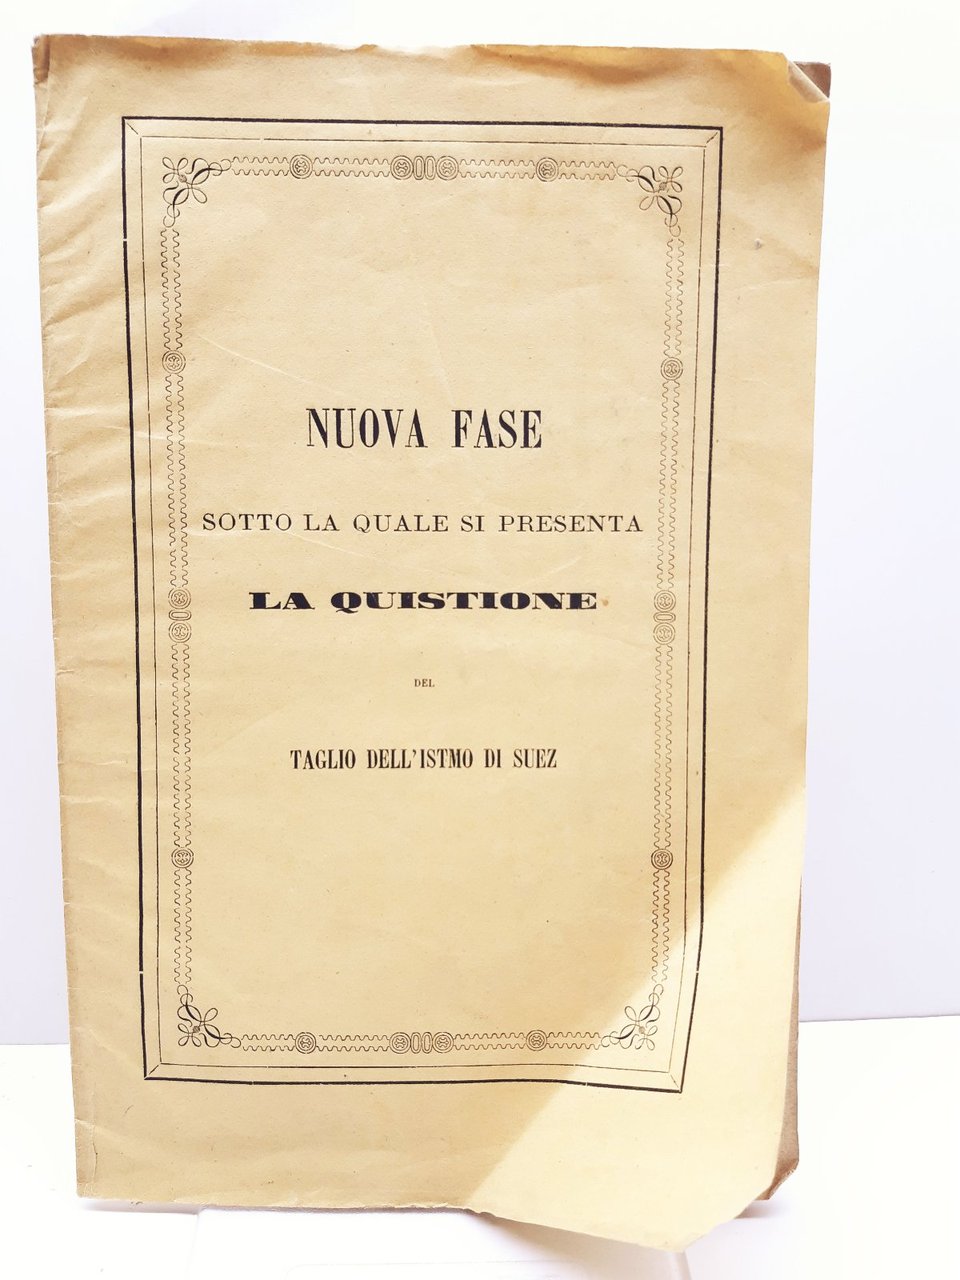 NUOVA FASE
SOTTO LA QUALE SI PRESENTA
LA QUISTIONE
DEL
TAGLIO DELL'ISTMO DI SUEZ